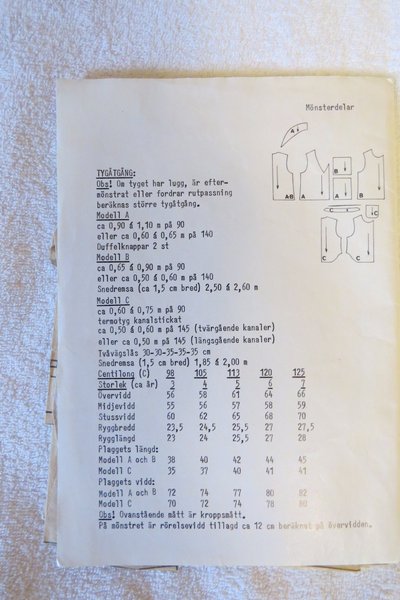 Mönsterdelar
A
A-B
A
B
B
B
C
C
C
TYGÅTGÅNG:
Obs! Om tyget har lugg, är efter-
mönstrat eller fordrar rutpassning
beräknas större tygåtgång.
Modell A
ca 0,90 á 1,10 m på 90
eller ca 0,60 á 0,65 m på 140
Duffelknappar 2 st
Modell B
ca 0,65 á 0,90 m på 90
eller ca 0,50 á 0,60 m på 140
Snedremsa (ca 1,5 cm bred) 2,50 á 2,60 m
Modell C
ca 0,60 á 0,75 m på 90
termotyg kanalstickat
ca 0,50 á 0,60 m på 145 (tvärgående kanaler)
eller ca 0,50 m på 145 (längsgående kanaler)
Tvåvägslås 30-30-35-35-35 cm
Snedremsa (1,5 cm bred) 1,85 á 2,00 m
Centilong (C) 98 105 113 120 125
Storlek (ca år) 3 4 5 6 7
Övervidd 56 58 61 64 66
Midjevidd 55 56 57 58 59
Stussvidd 60 62 65 68 70
Ryggbredd 23,5 24,5 25,5 27 27,5
Rygglängd 23 24 25,5 27 28
Plaggets längd:
Modell A och B 38 40 42 44 45
Modell C 35 37 40 41 41
Plaggets vidd:
Modell A och B 72 74 77 80 82
Modell C 70 72 74 78 80
Obs! Ovanstående mått är kroppsmått.
På mönstret är rörelsevidd tillagd ca 12 cm beräknat på övervidden.